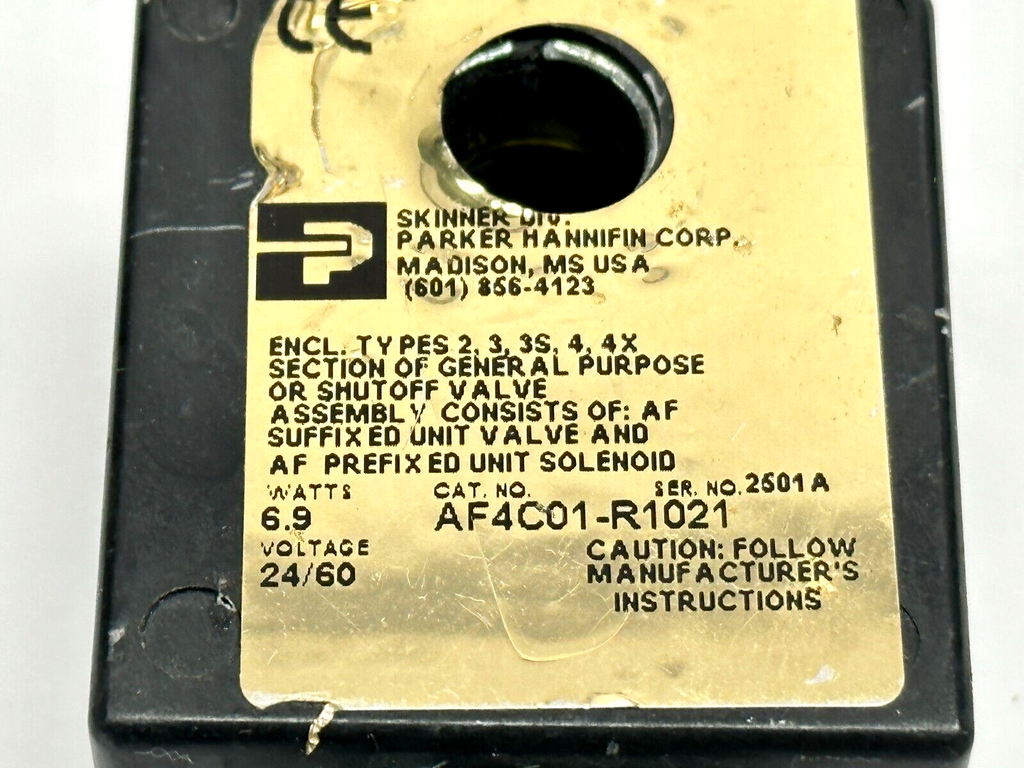 CE
SKINNER DIV.
PARKER HANNIFIN CORP.
MADISON, MS USA
(601) 856-4123
ENCL. TYPES 2, 3, 3S, 4, 4X
SECTION OF GENERAL PURPOSE
OR SHUTOFF VALVE
ASSEMBLY CONSISTS OF: AF
SUFFIXED UNIT VALVE AND
AF PREFIXED UNIT SOLENOID
WATTS CAT. NO. SER. NO. 2501A
6.9 AF4C01-R1021
VOLTAGE CAUTION: FOLLOW
24/60 MANUFACTURER'S
INSTRUCTIONS